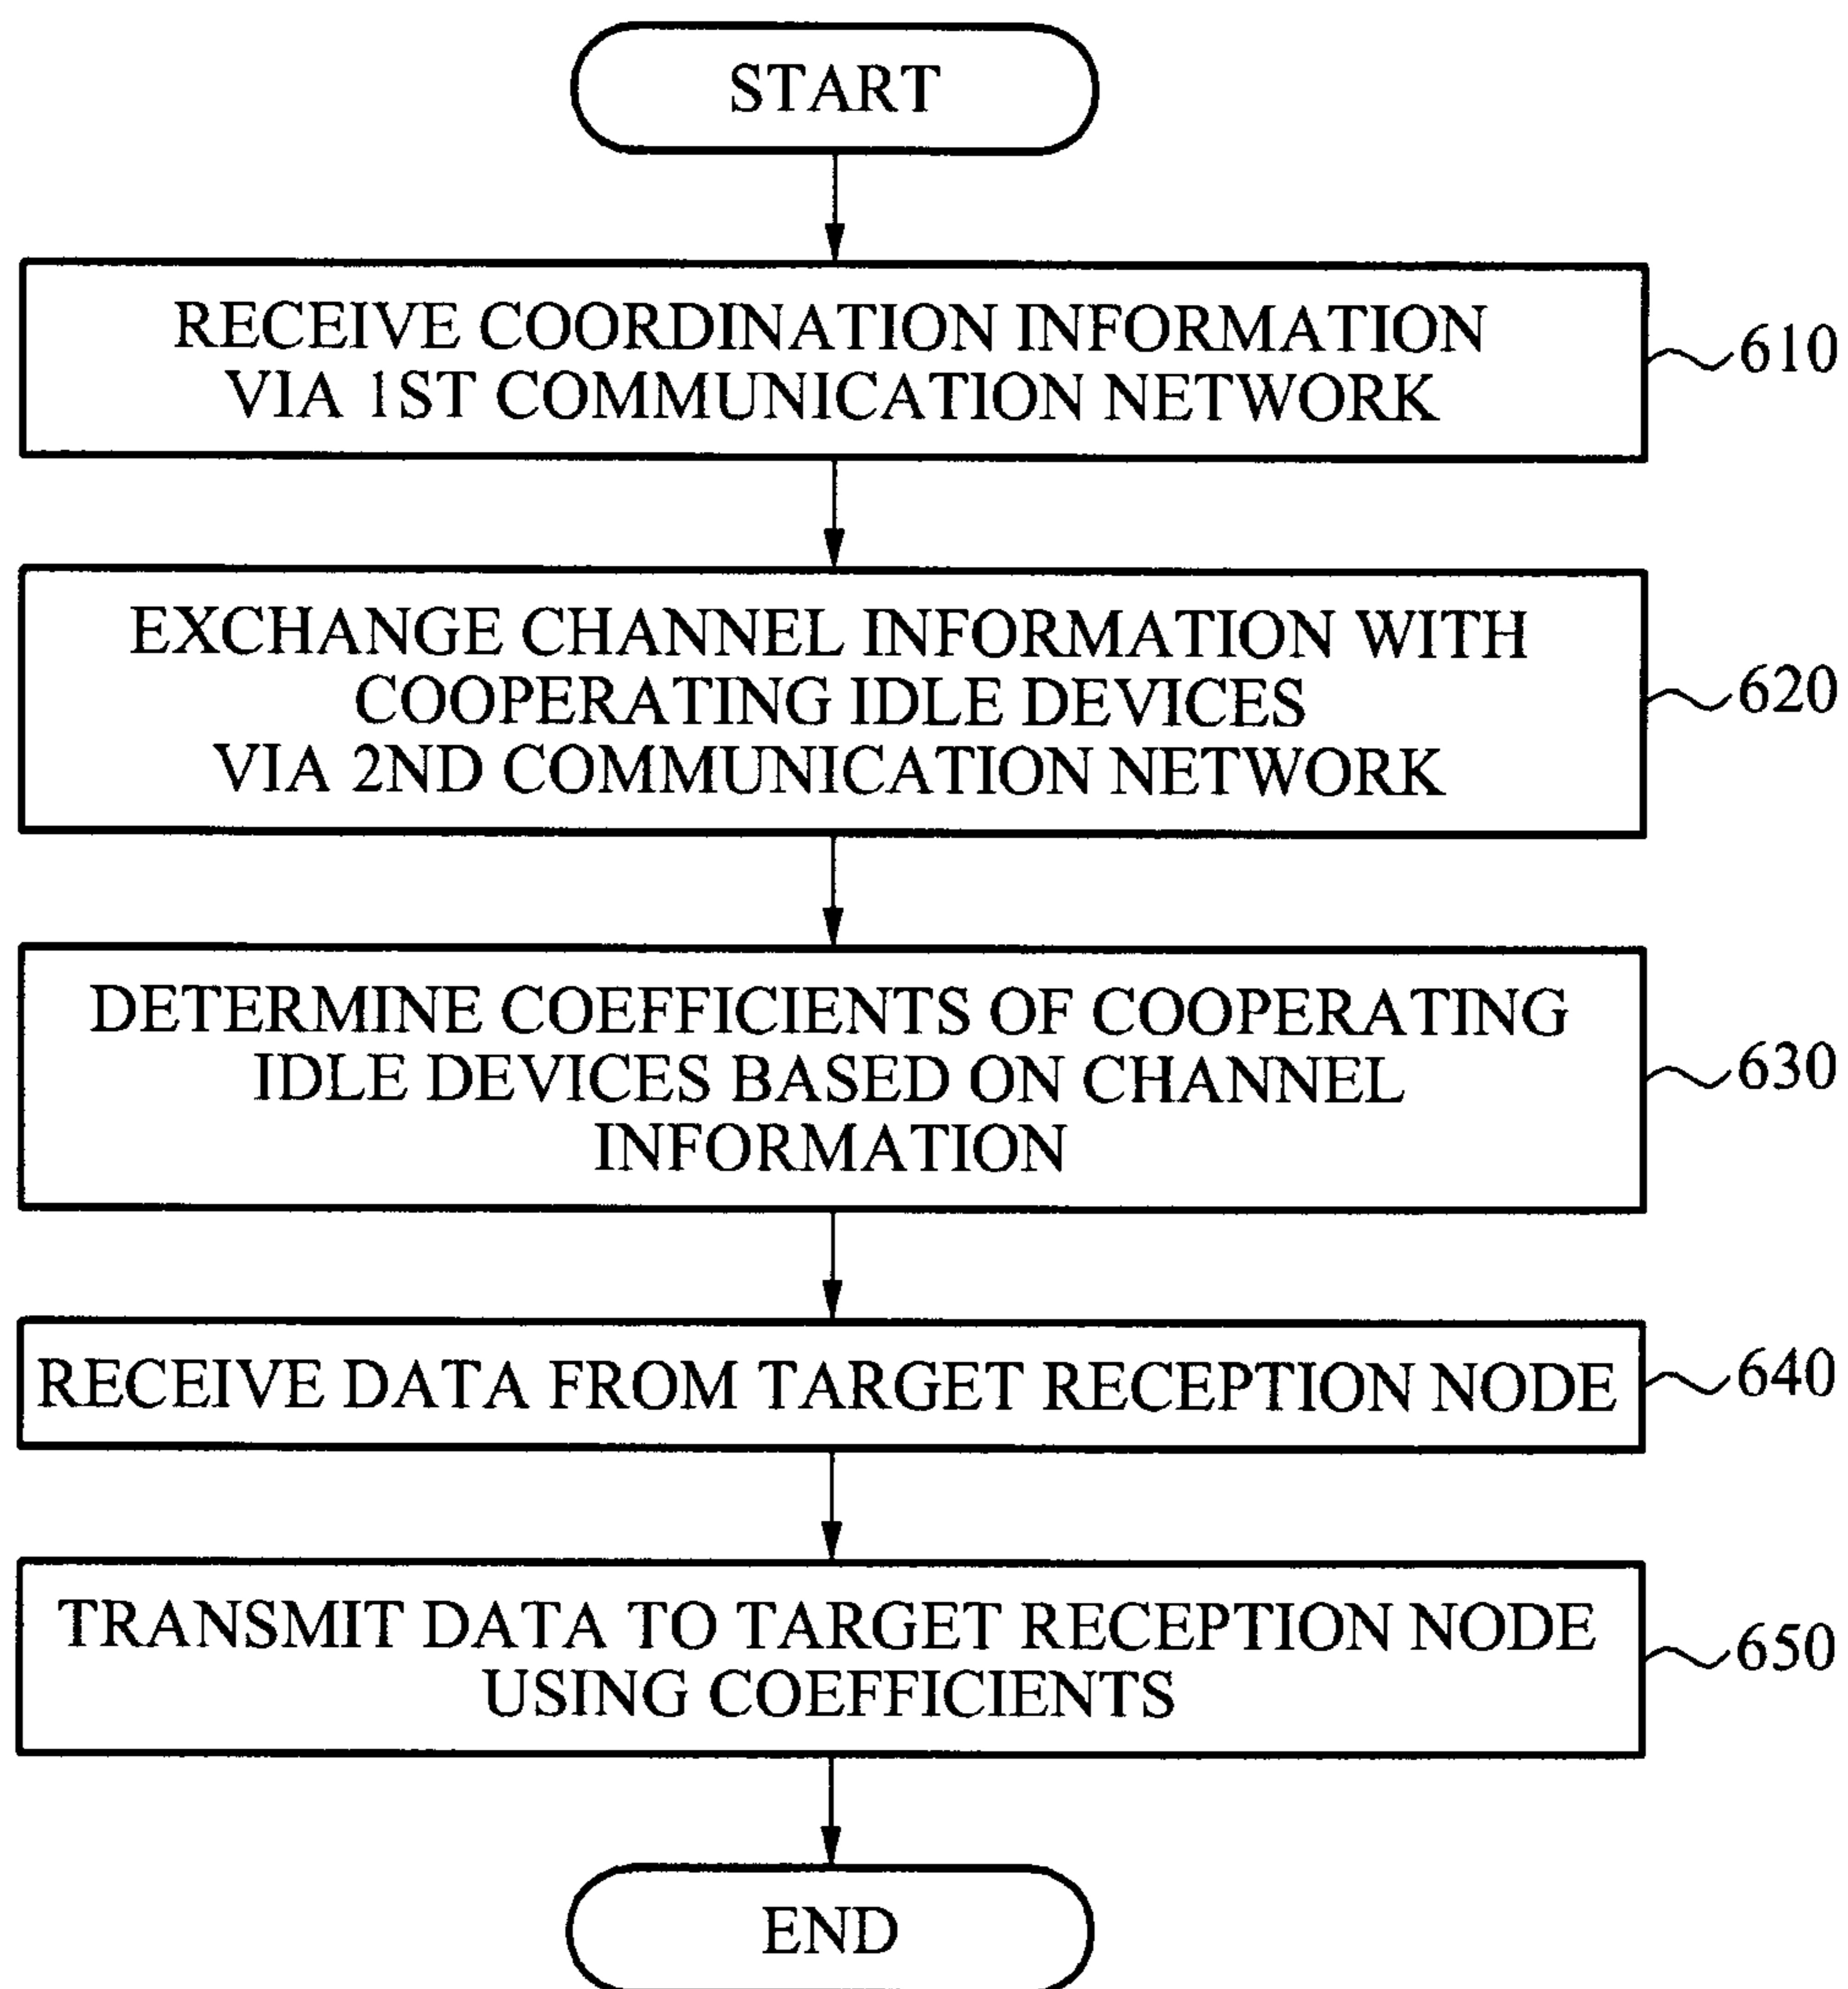 START
RECEIVE COORDINATION INFORMATION
VIA 1ST COMMUNICATION NETWORK
610
EXCHANGE CHANNEL INFORMATION WITH
COOPERATING IDLE DEVICES
VIA 2ND COMMUNICATION NETWORK
620
DETERMINE COEFFICIENTS OF COOPERATING
IDLE DEVICES BASED ON CHANNEL
INFORMATION
630
RECEIVE DATA FROM TARGET RECEPTION NODE
640
TRANSMIT DATA TO TARGET RECEPTION NODE
USING COEFFICIENTS
650
END